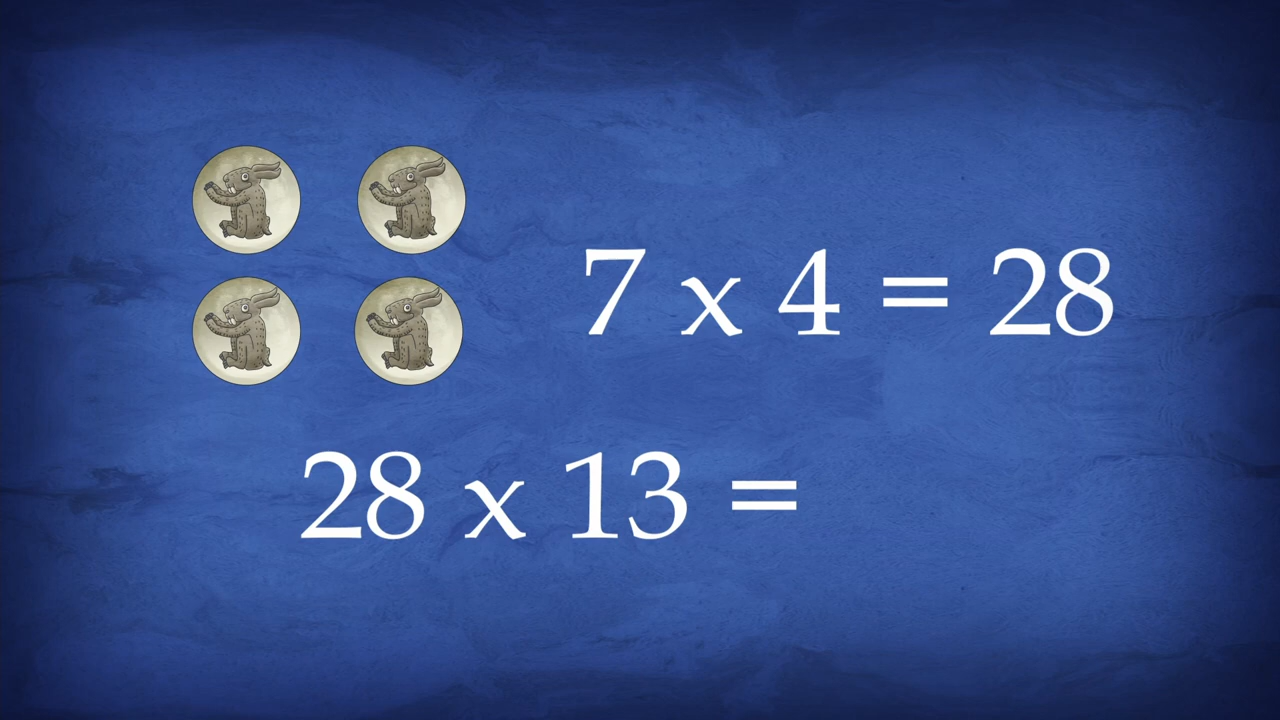 7 x 4 = 28
28 x 13 =